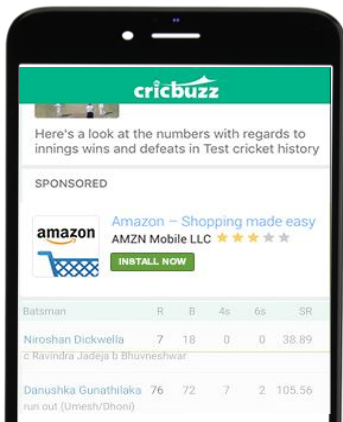 cricbuzz
Here's a look at the numbers with regards to
innings wins and defeats in Test cricket history
SPONSORED
amazon
Amazon – Shopping made easy
AMZN Mobile LLC
INSTALL NOW
Batsman R B 4s 6s SR
Niroshan Dickwella 7 18 0 0 38.89
c Ravindra Jadeja b Bhuvneshwar
Danushka Gunathilaka 76 72 7 2 105.56
run out (Umesh/Dhoni)